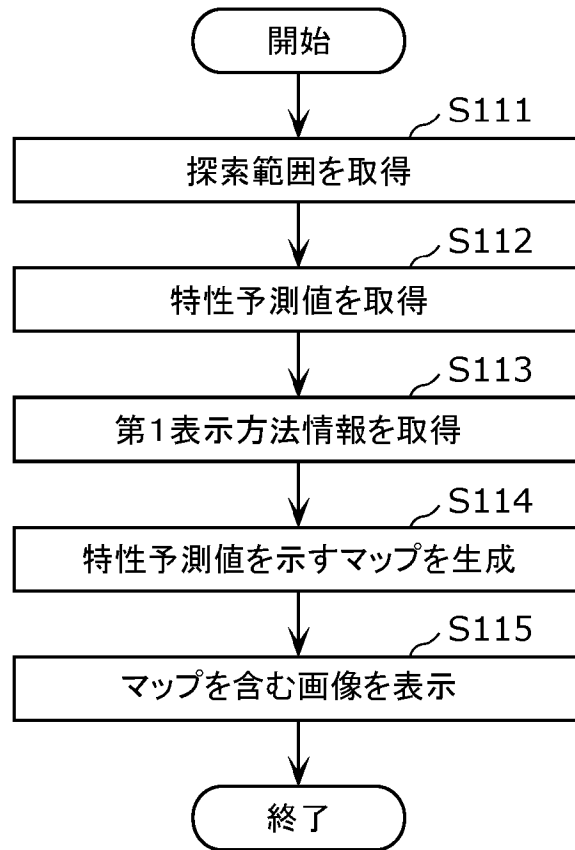 開始
S111
探索範囲を取得
S112
特性予測値を取得
S113
第1表示方法情報を取得
S114
特性予測値を示すマップを生成
S115
マップを含む画像を表示
終了